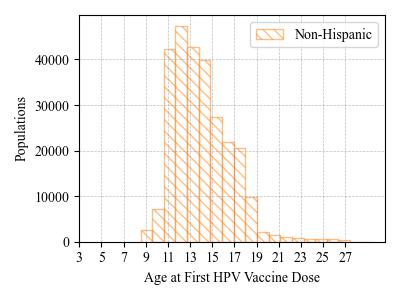 Non-Hispanic
Populations
40000
30000
20000
10000
0
3 5 7 9 11 13 15 17 19 21 23 25 27
Age at First HPV Vaccine Dose